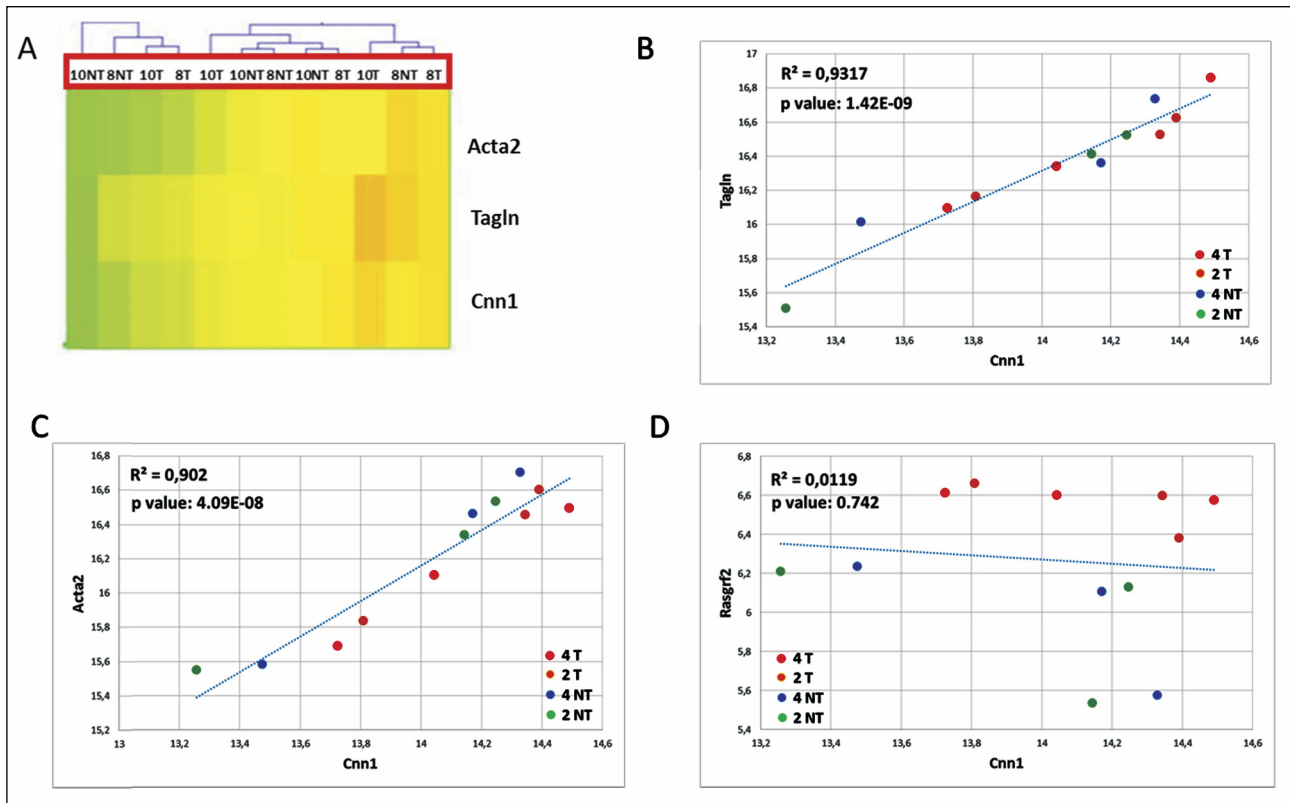 A
10NT 8NT 10T 8T 10T 10NT 8NT 10NT 8T 10T 8NT 8T
Acta2
Tagln
Cnn1
B
R² = 0,9317
p value: 1.42E-09
17
16,8
16,6
16,4
16,2
16
15,8
15,6
15,4
Tagln
13,2 13,4 13,6 13,8 14 14,2 14,4 14,6
Cnn1
4 T
2 T
4 NT
2 NT
C
R² = 0,902
p value: 4.09E-08
16,8
16,6
16,4
16,2
16
15,8
15,6
15,4
15,2
Acta2
13 13,2 13,4 13,6 13,8 14 14,2 14,4 14,6
Cnn1
4 T
2 T
4 NT
2 NT
D
R² = 0,0119
p value: 0.742
6,8
6,6
6,4
6,2
6
5,8
5,6
5,4
Rasgrf2
13,2 13,4 13,6 13,8 14 14,2 14,4 14,6
Cnn1
4 T
2 T
4 NT
2 NT